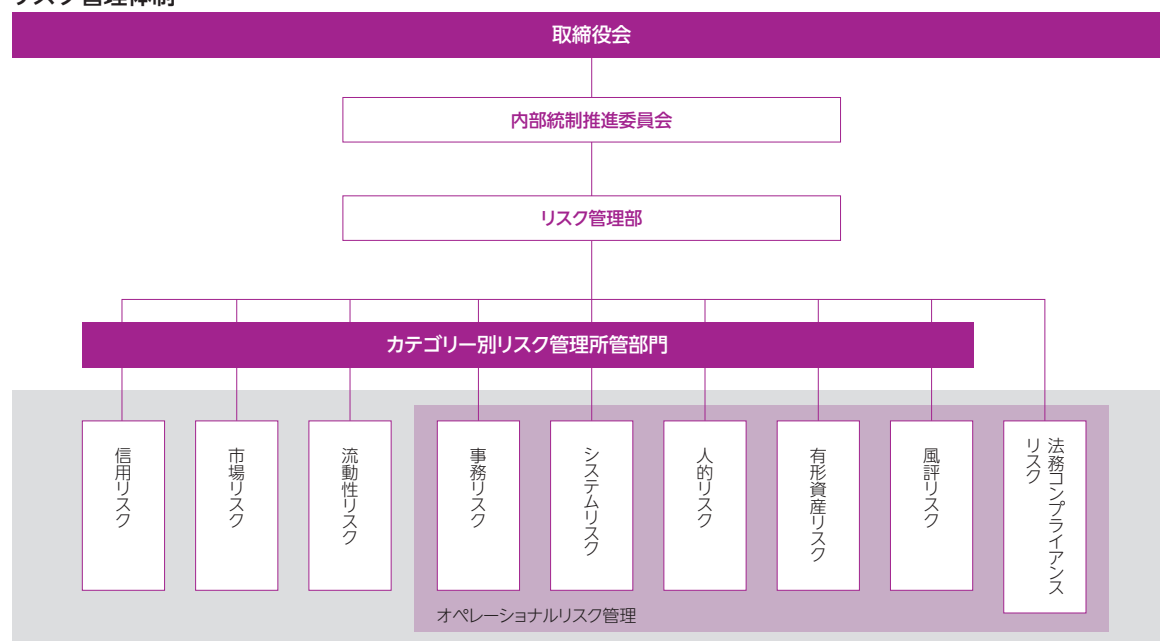 リスク管理体制
取締役会
内部統制推進委員会
リスク管理部
カテゴリー別リスク管理所管部門
信用リスク
市場リスク
流動性リスク
事務リスク
システムリスク
人的リスク
有形資産リスク
風評リスク
法務コンプライアンス
リスク
オペレーショナルリスク管理